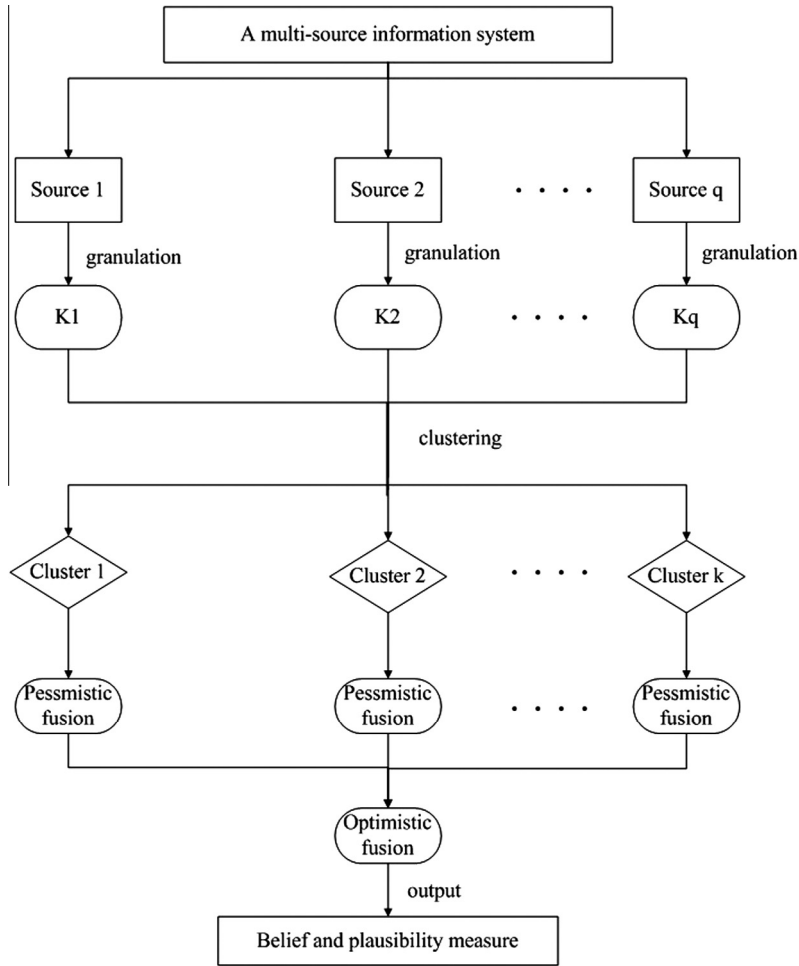 A multi-source information system
Source 1
Source 2
. . . .
Source q
granulation
granulation
granulation
K1
K2
. . . .
Kq
clustering
Cluster 1
Cluster 2
. . . .
Cluster k
Pessmistic
fusion
Pessmistic
fusion
. . . .
Pessmistic
fusion
Optimistic
fusion
output
Belief and plausibility measure